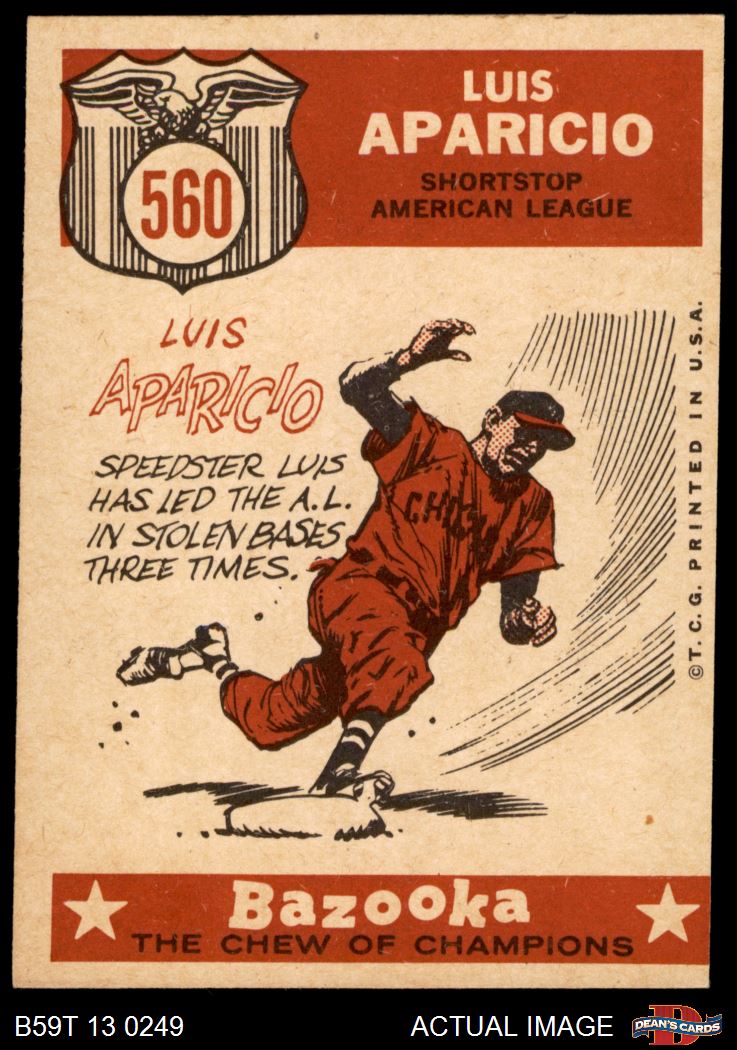 560
LUIS
APARICIO
SHORTSTOP
AMERICAN LEAGUE
LUIS
APARICIO
SPEEDSTER LUIS
HAS LED THE A.L.
IN STOLEN BASES
THREE TIMES.
CHICA
©T.C.G. PRINTED IN U.S.A.
Bazooka
THE CHEW OF CHAMPIONS
B59T 13 0249
ACTUAL IMAGE
DEAN'S CARDS